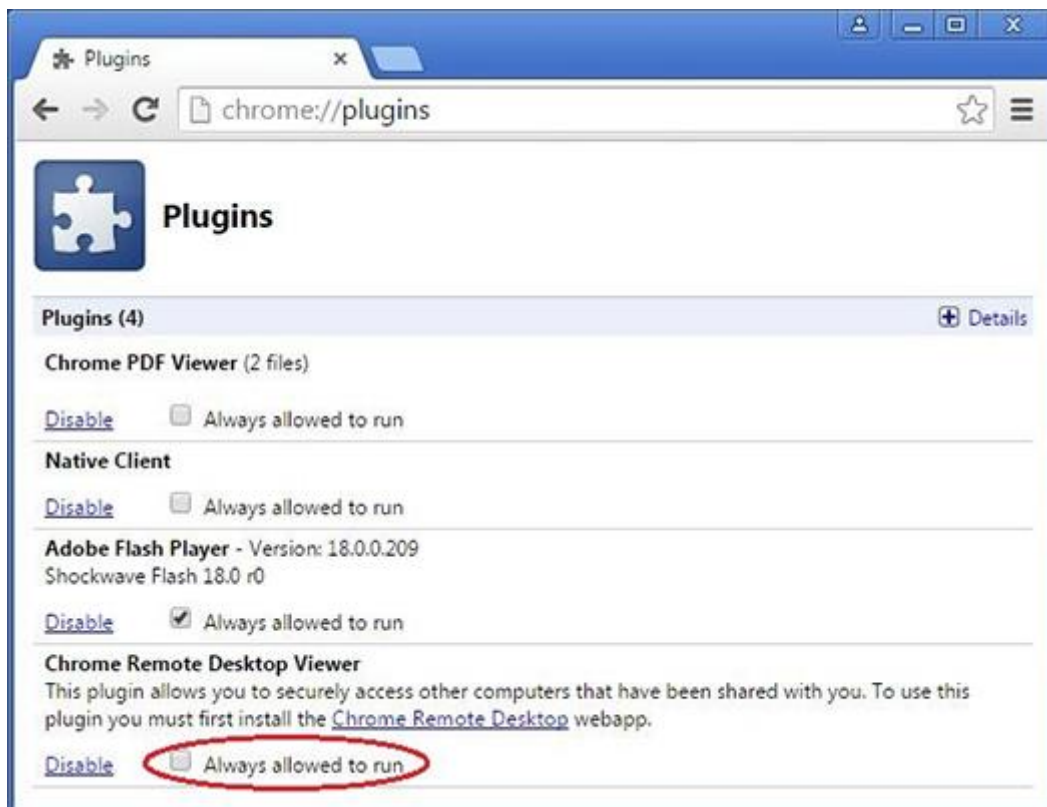 Plugins
chrome://plugins
Plugins
Plugins (4) Details
Chrome PDF Viewer (2 files)
Disable Always allowed to run
Native Client
Disable Always allowed to run
Adobe Flash Player - Version: 18.0.0.209
Shockwave Flash 18.0 r0
Disable Always allowed to run
Chrome Remote Desktop Viewer
This plugin allows you to securely access other computers that have been shared with you. To use this
plugin you must first install the Chrome Remote Desktop webapp.
Disable Always allowed to run